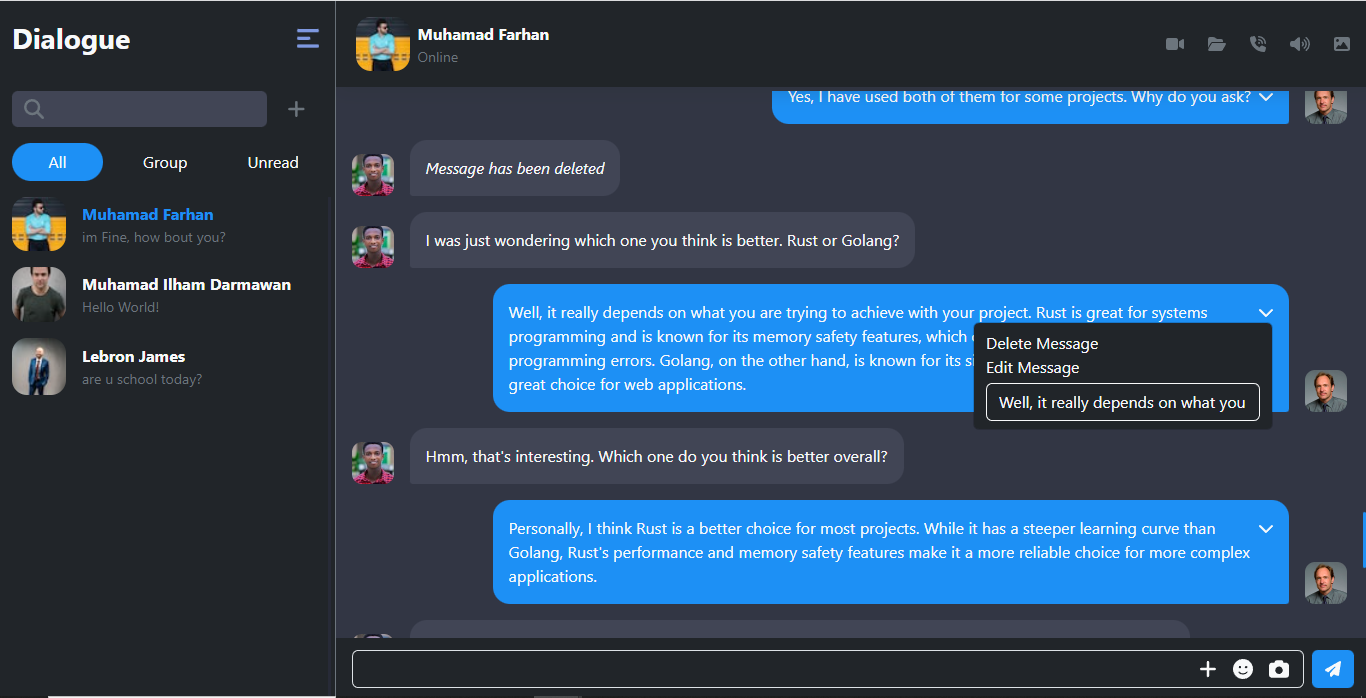 Dialogue
All
Group
Unread
Muhamad Farhan
im Fine, how bout you?
Muhamad Ilham Darmawan
Hello World!
Lebron James
are u school today?
Muhamad Farhan
Online
Yes, I have used both of them for some projects. Why do you ask?
Message has been deleted
I was just wondering which one you think is better. Rust or Golang?
Well, it really depends on what you are trying to achieve with your project. Rust is great for systems
programming and is known for its memory safety features, which
programming errors. Golang, on the other hand, is known for its
great choice for web applications.
Delete Message
Edit Message
Well, it really depends on what you
Hmm, that's interesting. Which one do you think is better overall?
Personally, I think Rust is a better choice for most projects. While it has a steeper learning curve than
Golang, Rust's performance and memory safety features make it a more reliable choice for more complex
applications.